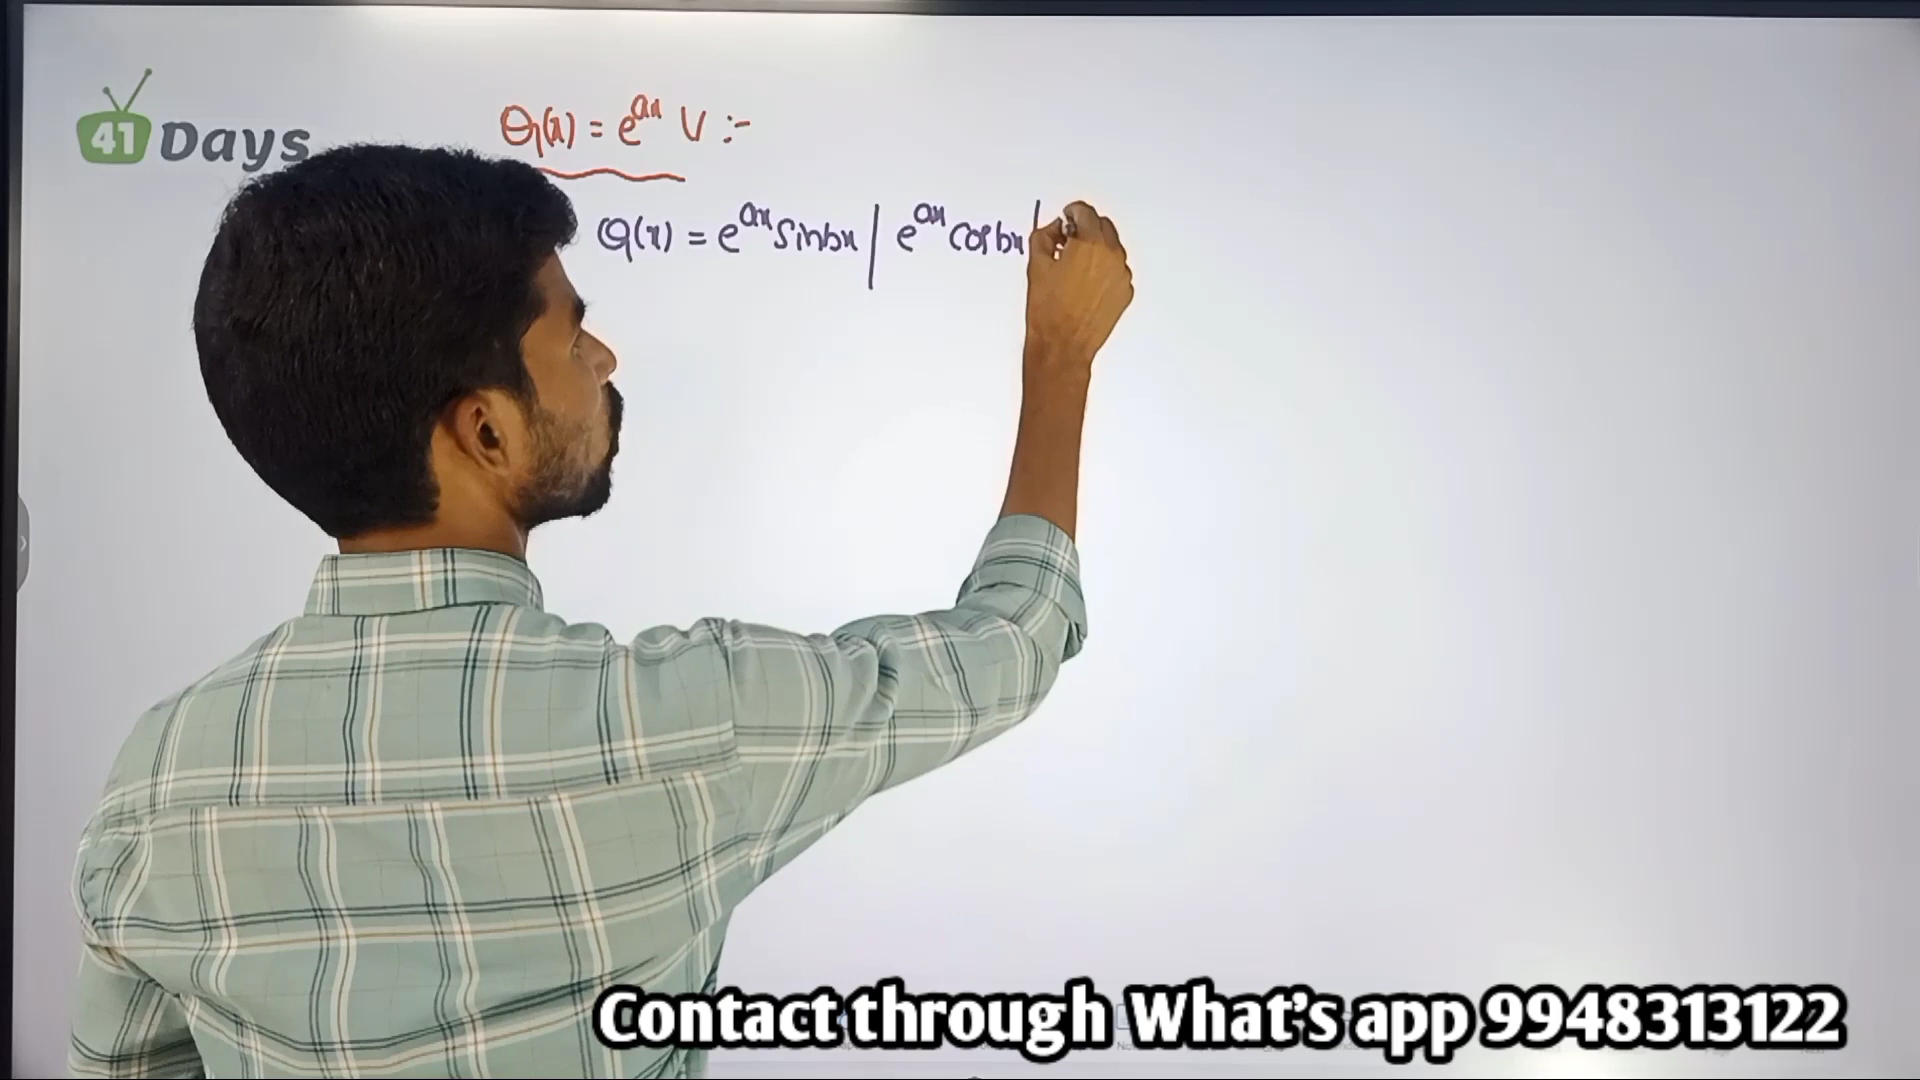 41 Days
Q(x) = e^{ax} V :-
Q(x) = e^{ax} Sinbx | e^{ax} Cosbx |
Contact through What's app 9948313122